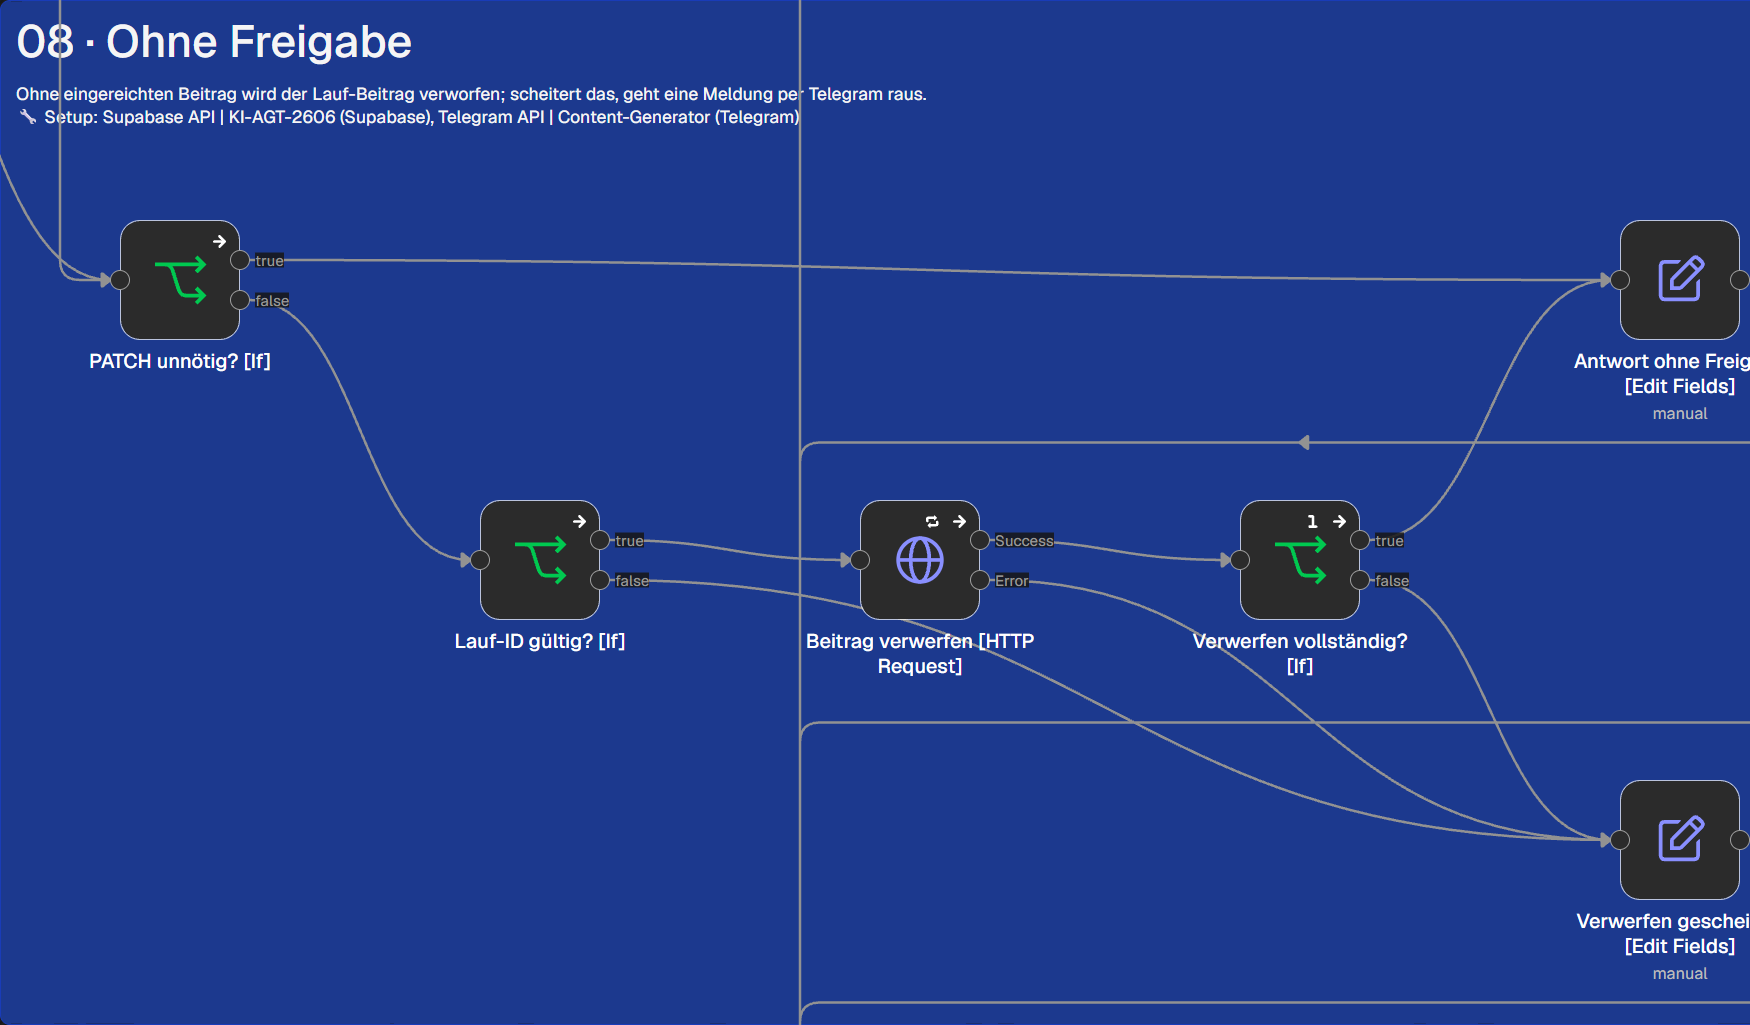 08 · Ohne Freigabe
Ohne eingereichten Beitrag wird der Lauf-Beitrag verworfen; scheitert das, geht eine Meldung per Telegram raus.
🔧 Setup: Supabase API | KI-AGT-2606 (Supabase), Telegram API | Content-Generator (Telegram)
true
false
PATCH unnötig? [If]
Antwort ohne Freig
[Edit Fields]
manual
true
false
Lauf-ID gültig? [If]
Success
Error
Beitrag verwerfen [HTTP
Request]
1
true
false
Verwerfen vollständig?
[If]
Verwerfen geschei
[Edit Fields]
manual